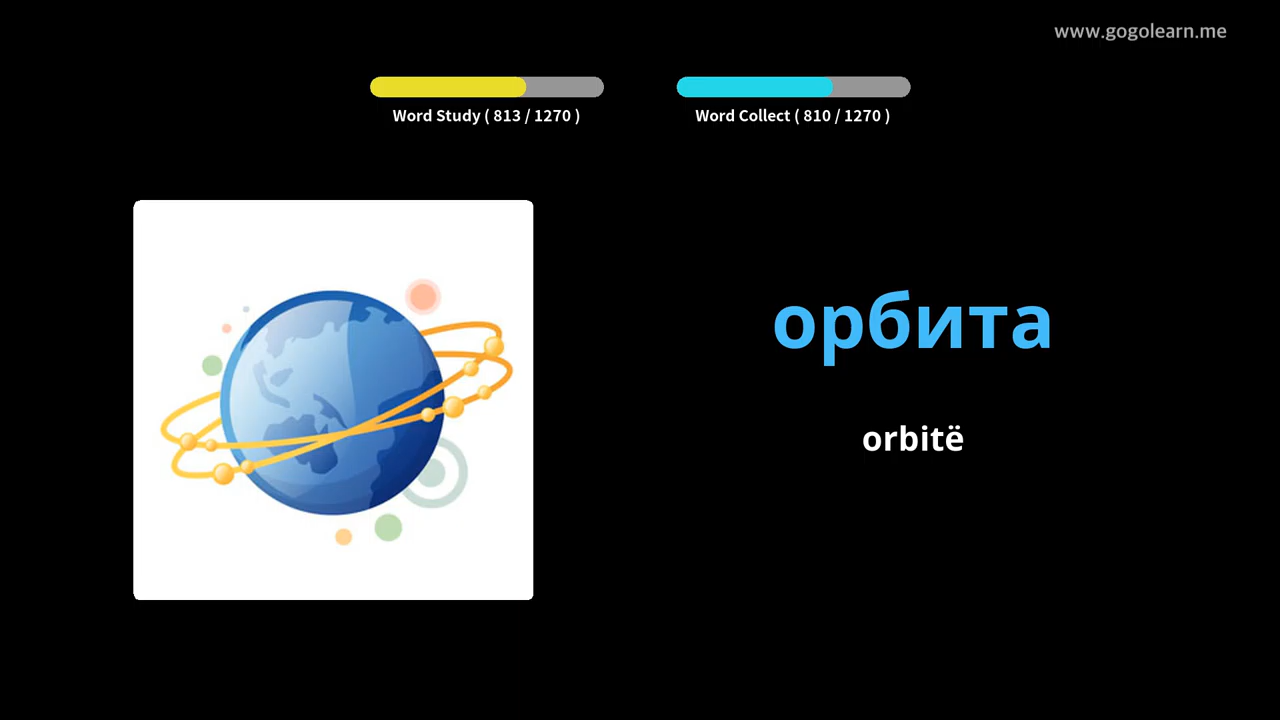 www.gogolearn.me
Word Study ( 813 / 1270 )
Word Collect ( 810 / 1270 )
орбита
orbitë